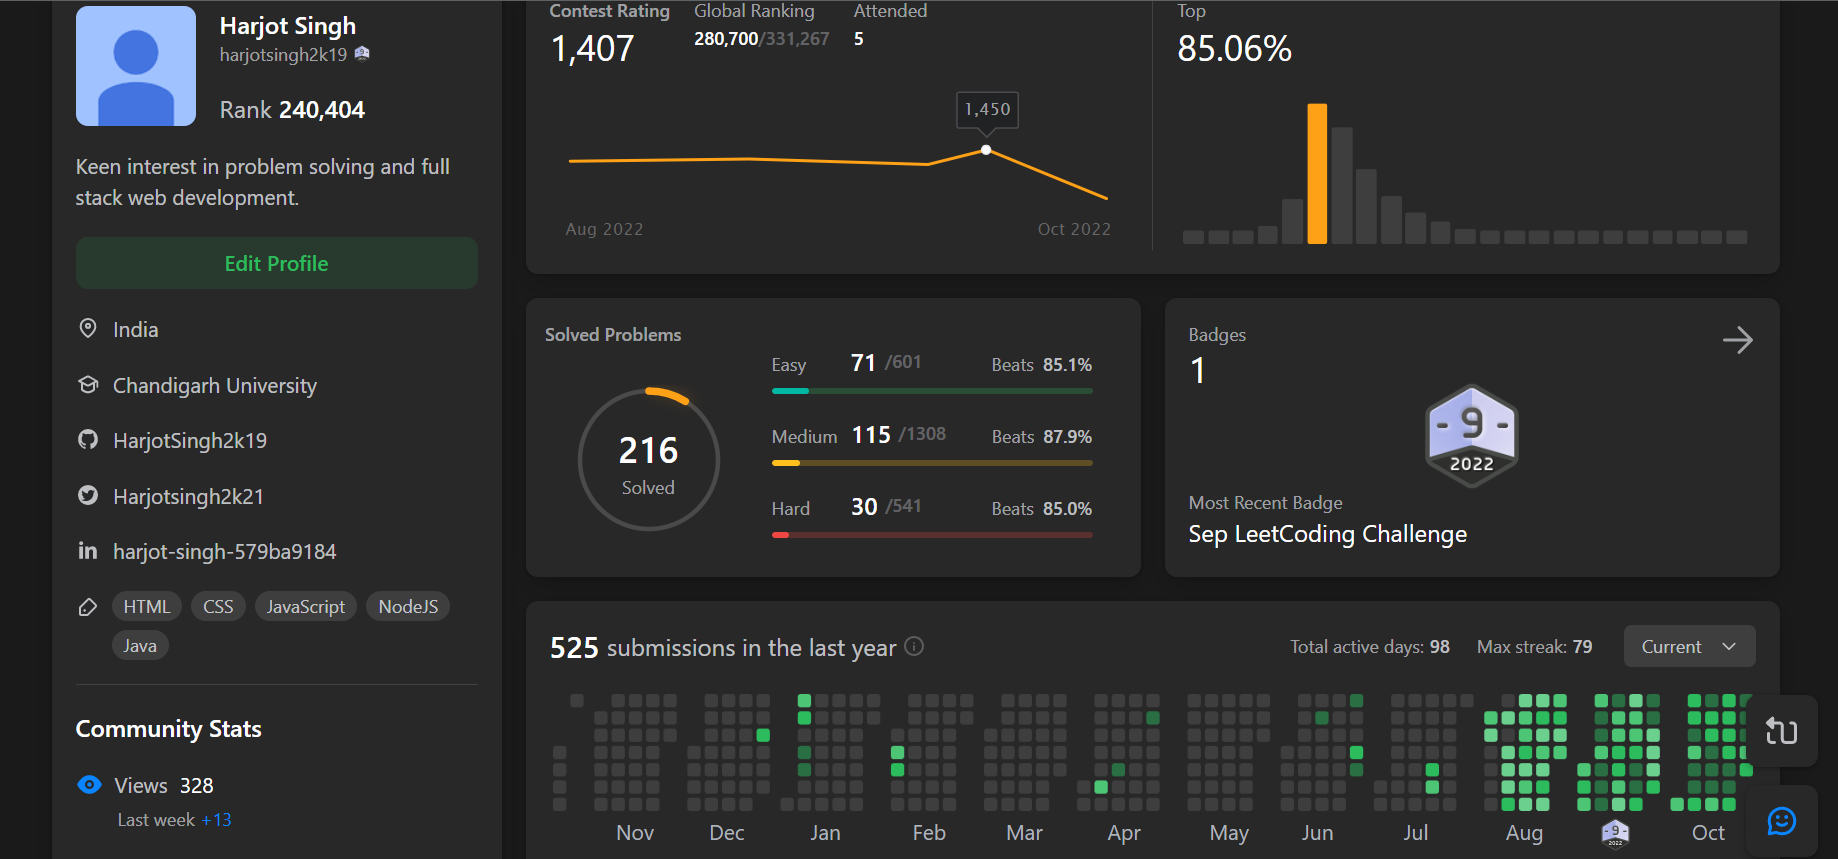 Harjot Singh
harjotsingh2k19
Rank 240,404
Keen interest in problem solving and full
stack web development.
Edit Profile
India
Chandigarh University
HarjotSingh2k19
Harjotsingh2k21
harjot-singh-579ba9184
HTML CSS JavaScript NodeJS
Java
Community Stats
Views 328
Last week +13
Contest Rating Global Ranking Attended
1,407 280,700/331,267 5
1,450
Aug 2022 Oct 2022
Top
85.06%
Solved Problems
216
Solved
Easy 71 /601 Beats 85.1%
Medium 115 /1308 Beats 87.9%
Hard 30 /541 Beats 85.0%
Badges
1
9
2022
Most Recent Badge
Sep LeetCoding Challenge
525 submissions in the last year
Total active days: 98 Max streak: 79 Current
Nov Dec Jan Feb Mar Apr May Jun Jul Aug 9 2022 Oct